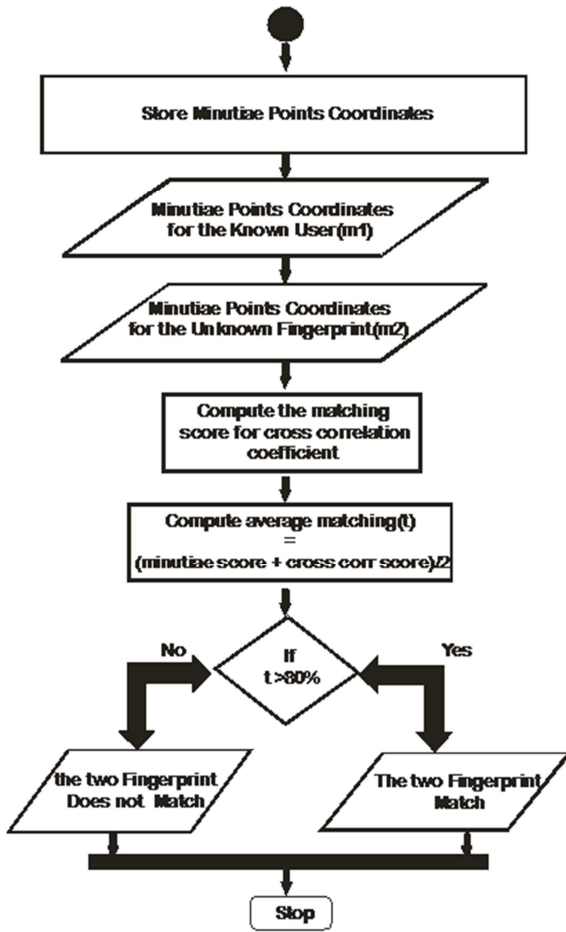 Store Minutiae Points Coordinates
Minutiae Points Coordinates
for the Known User(m1)
Minutiae Points Coordinates
for the Unknown Fingerprint(m2)
Compute the matching
score for cross correlation
coefficient
Compute average matching(t)
=
(minutiae score + cross corr score)/2
No
If
Yes
t >80%
the two Fingerprint
Does not Match
The two Fingerprint
Match
Stop